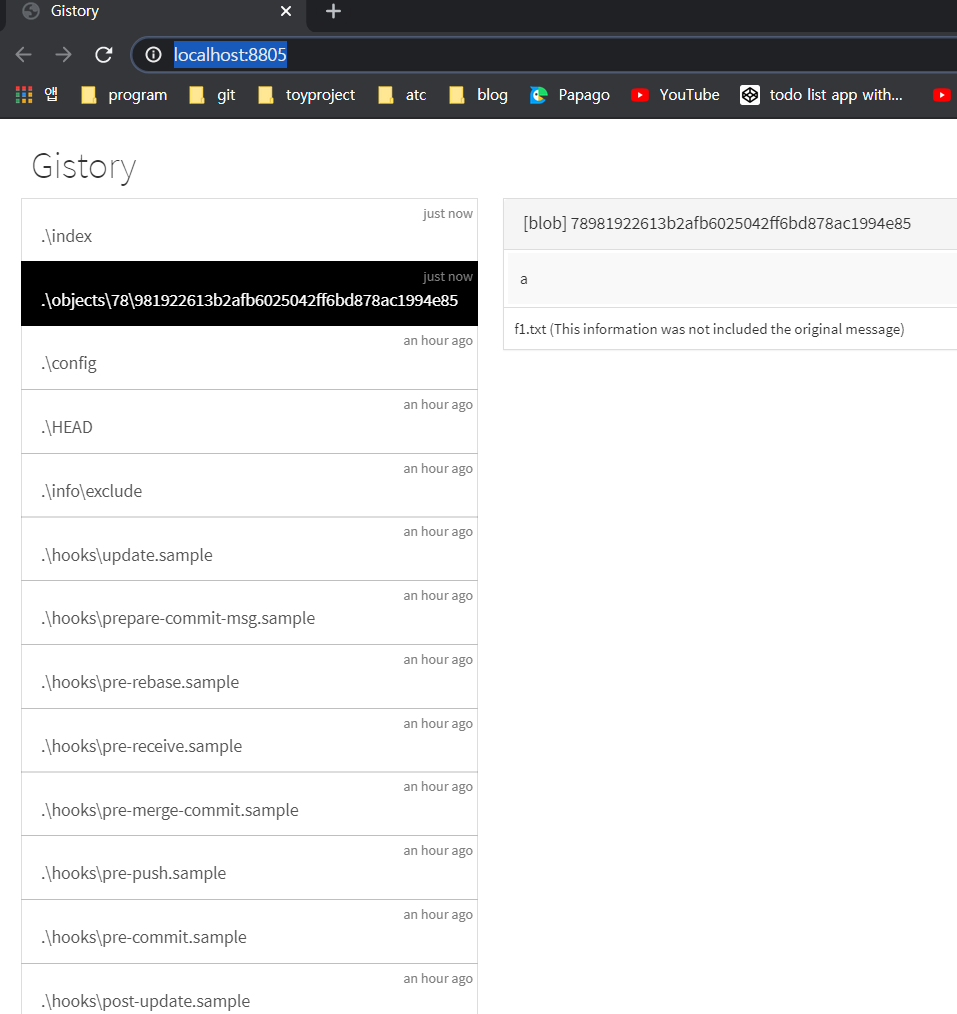 Gistory
localhost:8805
앱 program git toyproject atc blog Papago YouTube todo list app with...
Gistory
just now
.\index
just now
.\objects\78\981922613b2afb6025042ff6bd878ac1994e85
an hour ago
.\config
an hour ago
.\HEAD
an hour ago
.\info\exclude
an hour ago
.\hooks\update.sample
an hour ago
.\hooks\prepare-commit-msg.sample
an hour ago
.\hooks\pre-rebase.sample
an hour ago
.\hooks\pre-receive.sample
an hour ago
.\hooks\pre-merge-commit.sample
an hour ago
.\hooks\pre-push.sample
an hour ago
.\hooks\pre-commit.sample
an hour ago
.\hooks\post-update.sample
[blob] 78981922613b2afb6025042ff6bd878ac1994e85
a
f1.txt (This information was not included the original message)